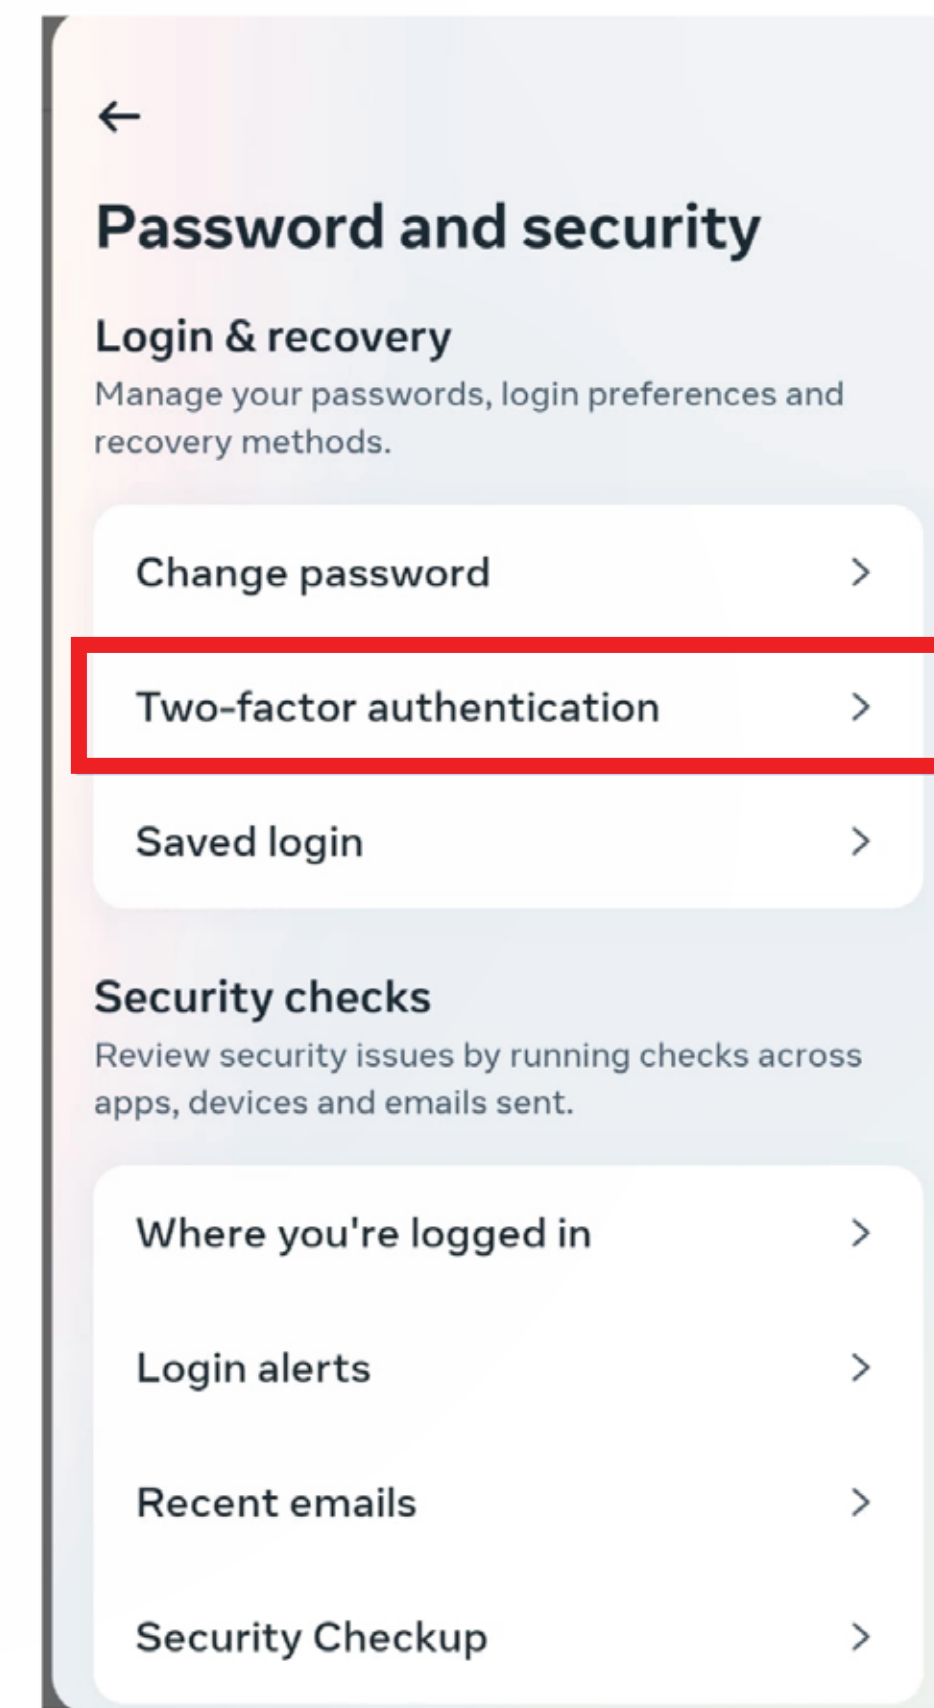 Password and security
Login & recovery
Manage your passwords, login preferences and
recovery methods.
Change password
Two-factor authentication
Saved login
Security checks
Review security issues by running checks across
apps, devices and emails sent.
Where you're logged in
Login alerts
Recent emails
Security Checkup